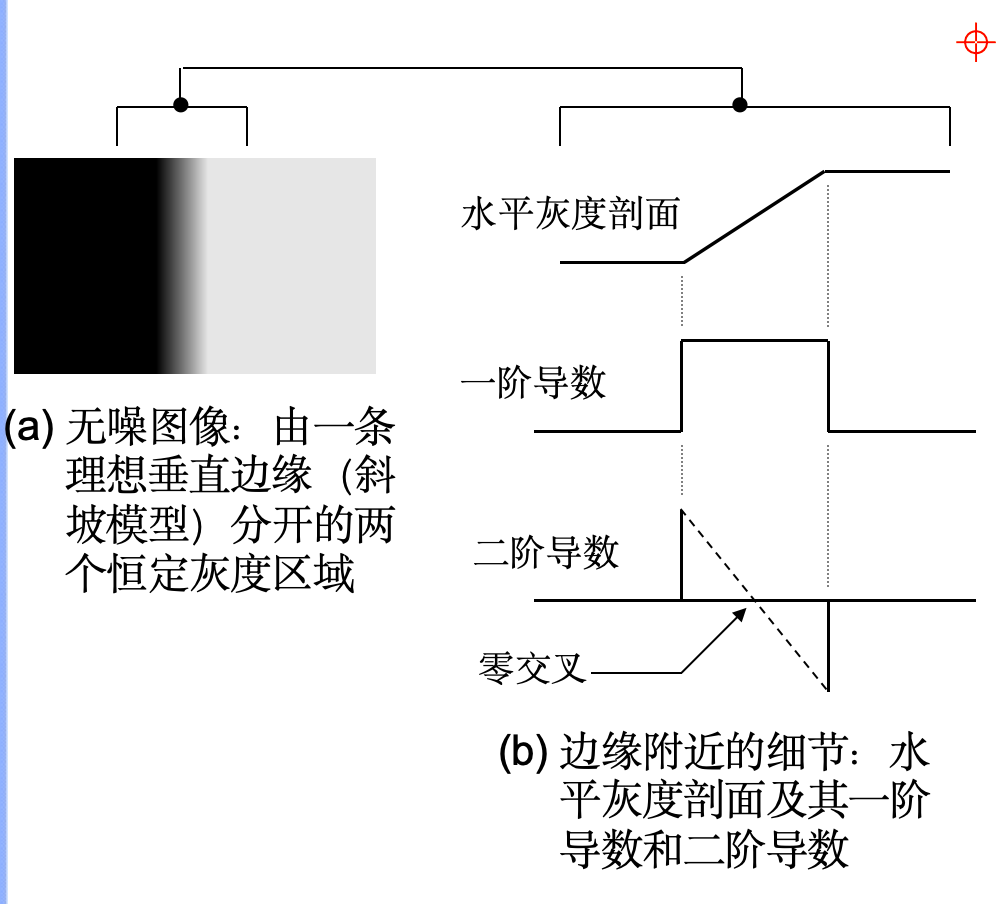 水平灰度剖面
一阶导数
(a) 无噪图像：由一条
理想垂直边缘（斜
坡模型）分开的两
个恒定灰度区域
二阶导数
零交叉
(b) 边缘附近的细节：水
平灰度剖面及其一阶
导数和二阶导数